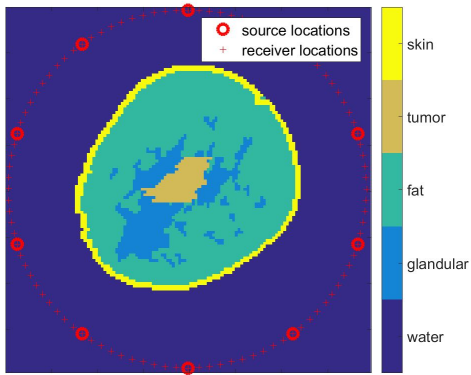 source locations
receiver locations
skin
tumor
fat
glandular
water